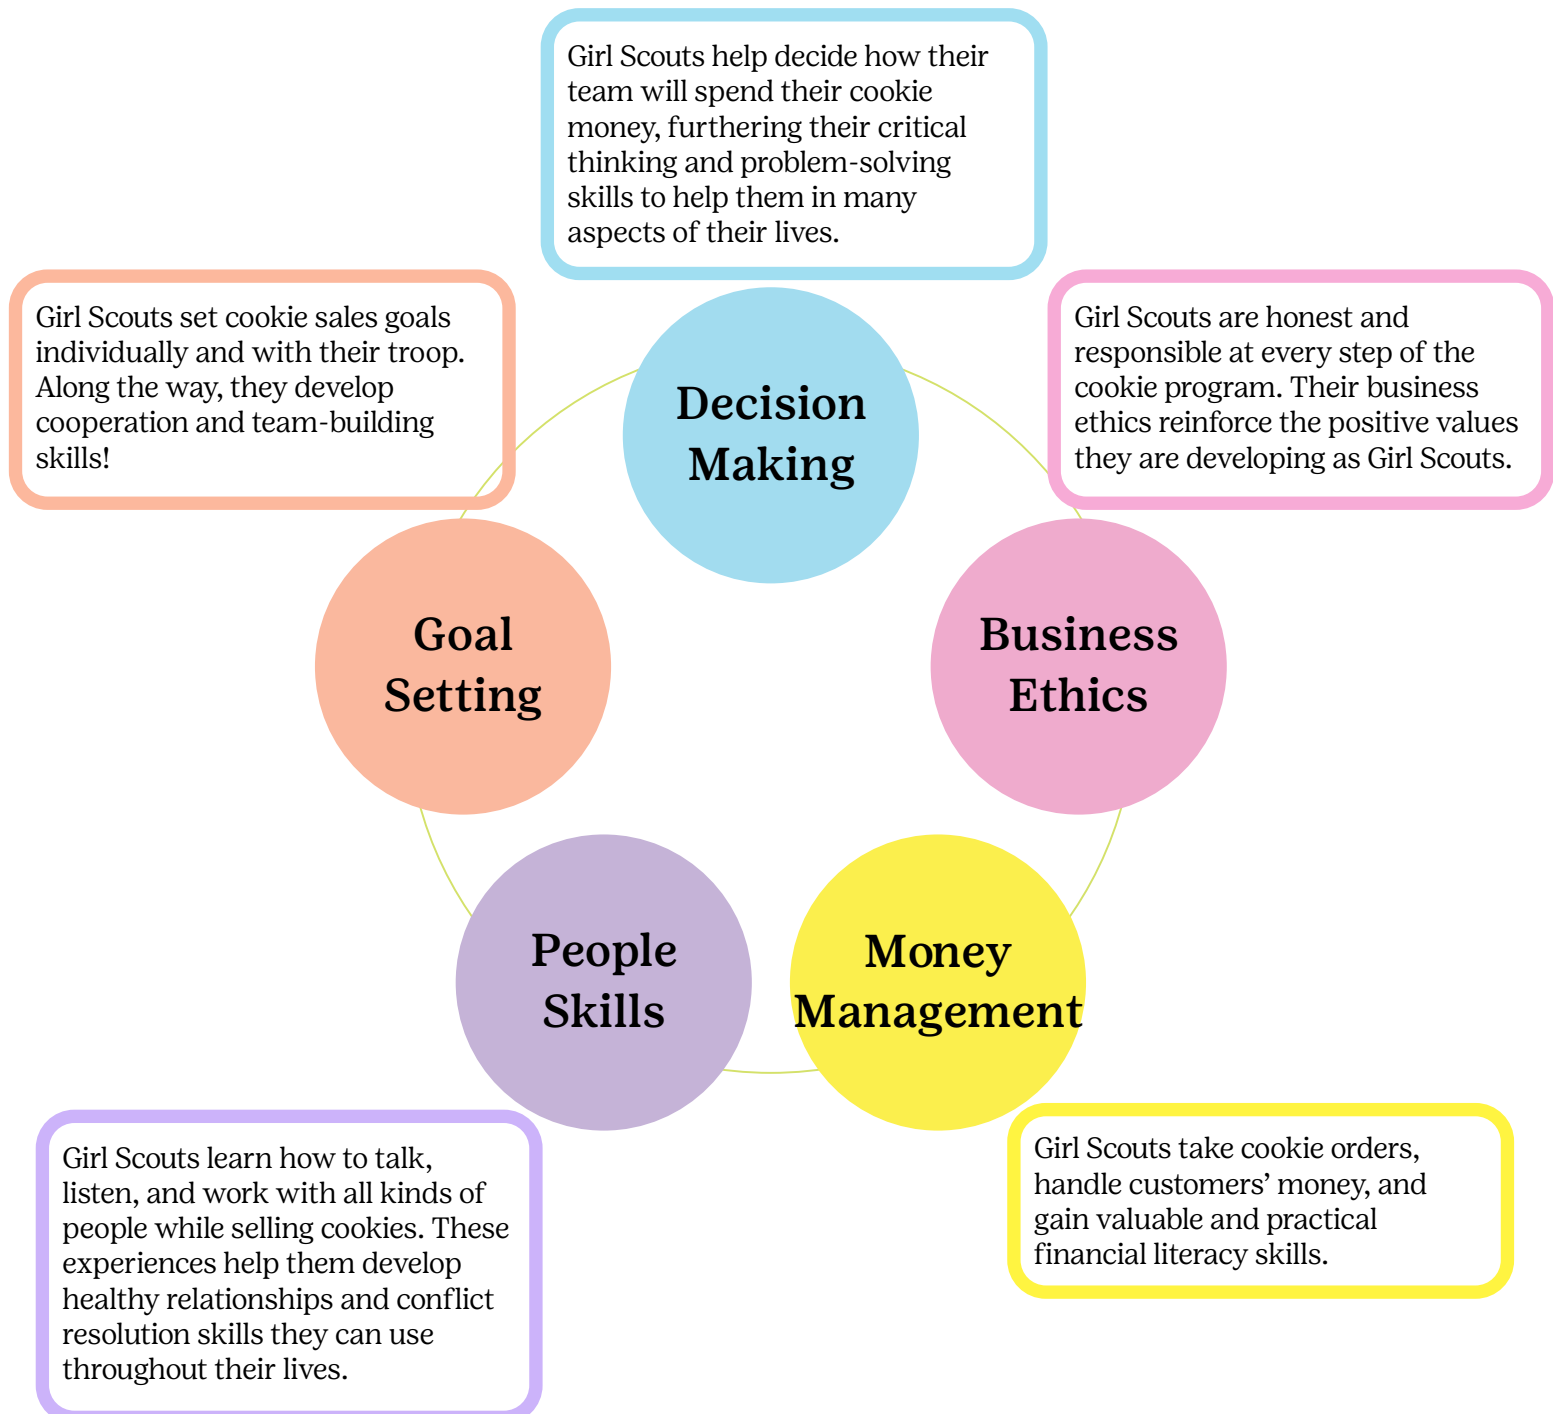 Girl Scouts help decide how their
team will spend their cookie
money, furthering their critical
thinking and problem-solving
skills to help them in many
aspects of their lives.
Girl Scouts set cookie sales goals
individually and with their troop.
Along the way, they develop
cooperation and team-building
skills!
Girl Scouts are honest and
responsible at every step of the
cookie program. Their business
ethics reinforce the positive values
they are developing as Girl Scouts.
Decision
Making
Goal
Setting
Business
Ethics
People
Skills
Money
Management
Girl Scouts learn how to talk,
listen, and work with all kinds of
people while selling cookies. These
experiences help them develop
healthy relationships and conflict
resolution skills they can use
throughout their lives.
Girl Scouts take cookie orders,
handle customers’ money, and
gain valuable and practical
financial literacy skills.